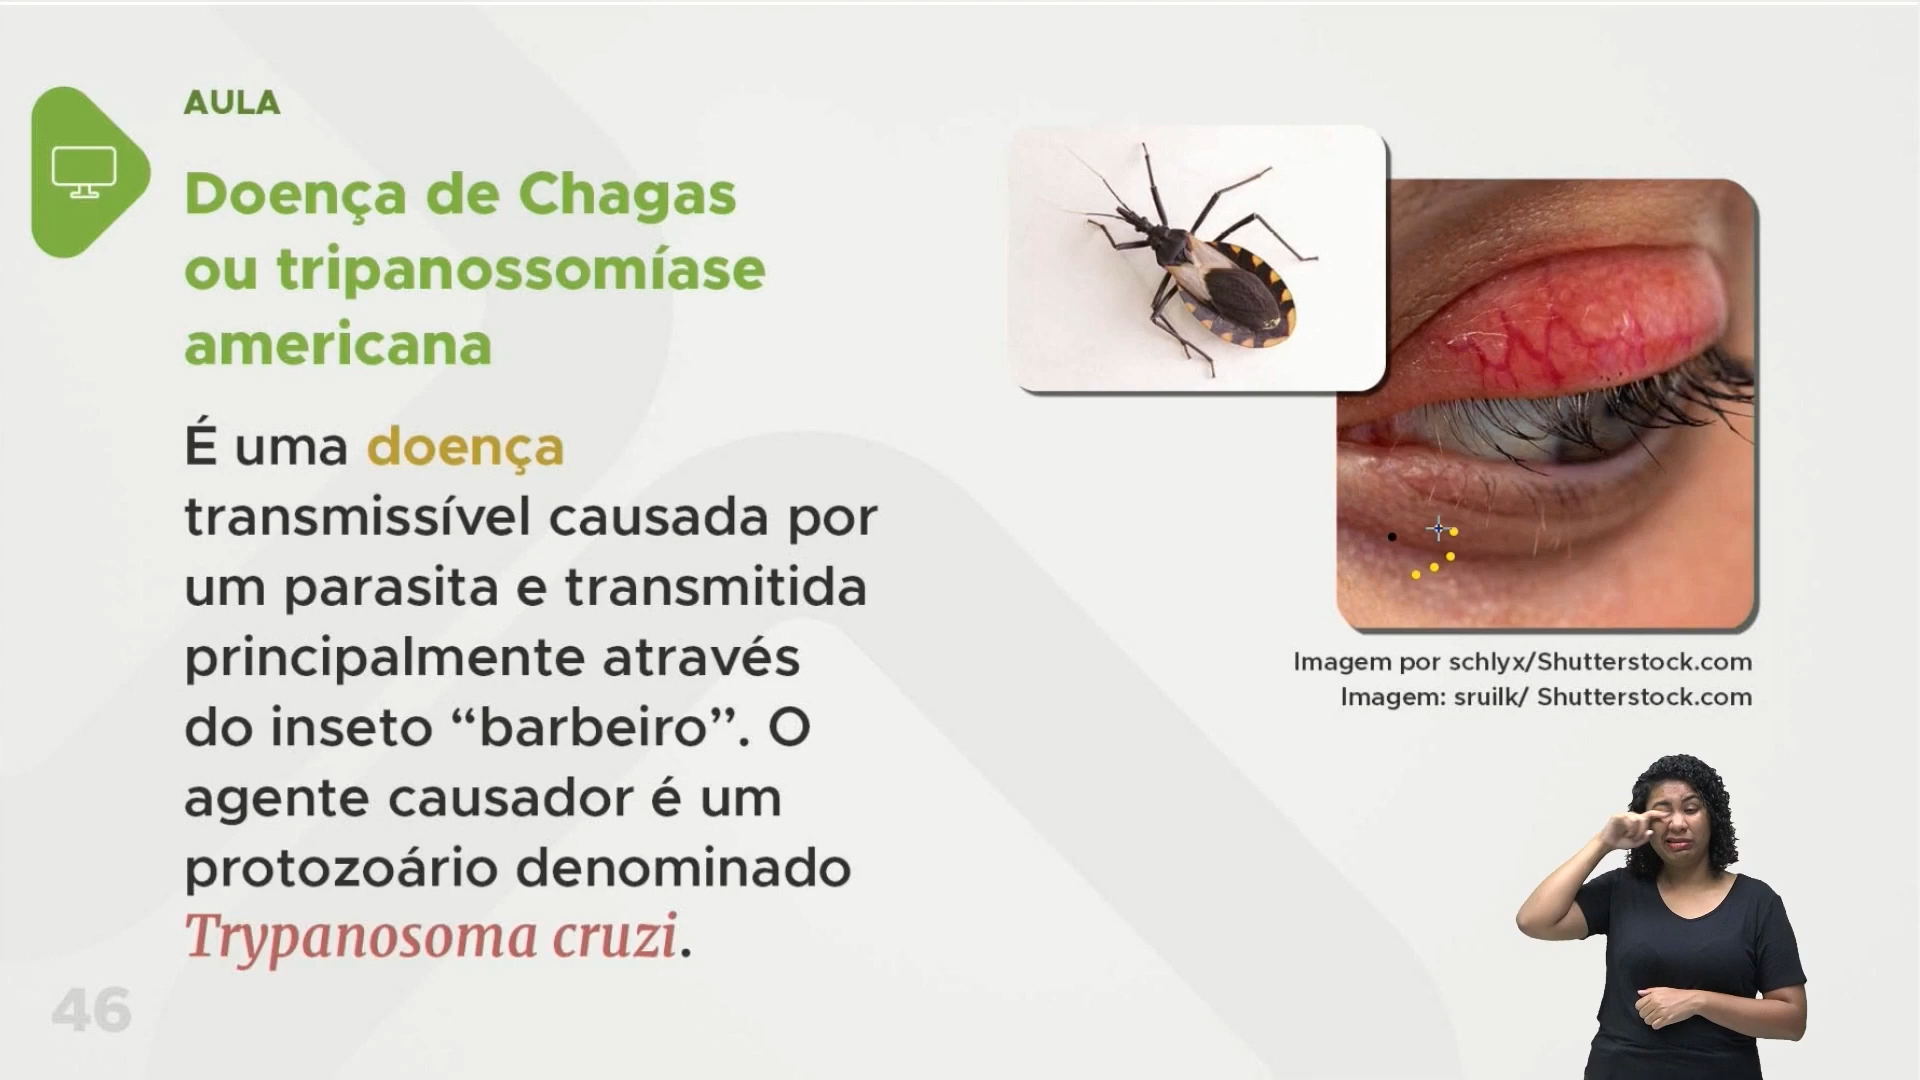 AULA
Doença de Chagas
ou tripanossomíase
americana
É uma doença
transmissível causada por
um parasita e transmitida
principalmente através
do inseto “barbeiro”. O
agente causador é um
protozoário denominado
Trypanosoma cruzi.
46
Imagem por schlyx/Shutterstock.com
Imagem: sruilk/ Shutterstock.com